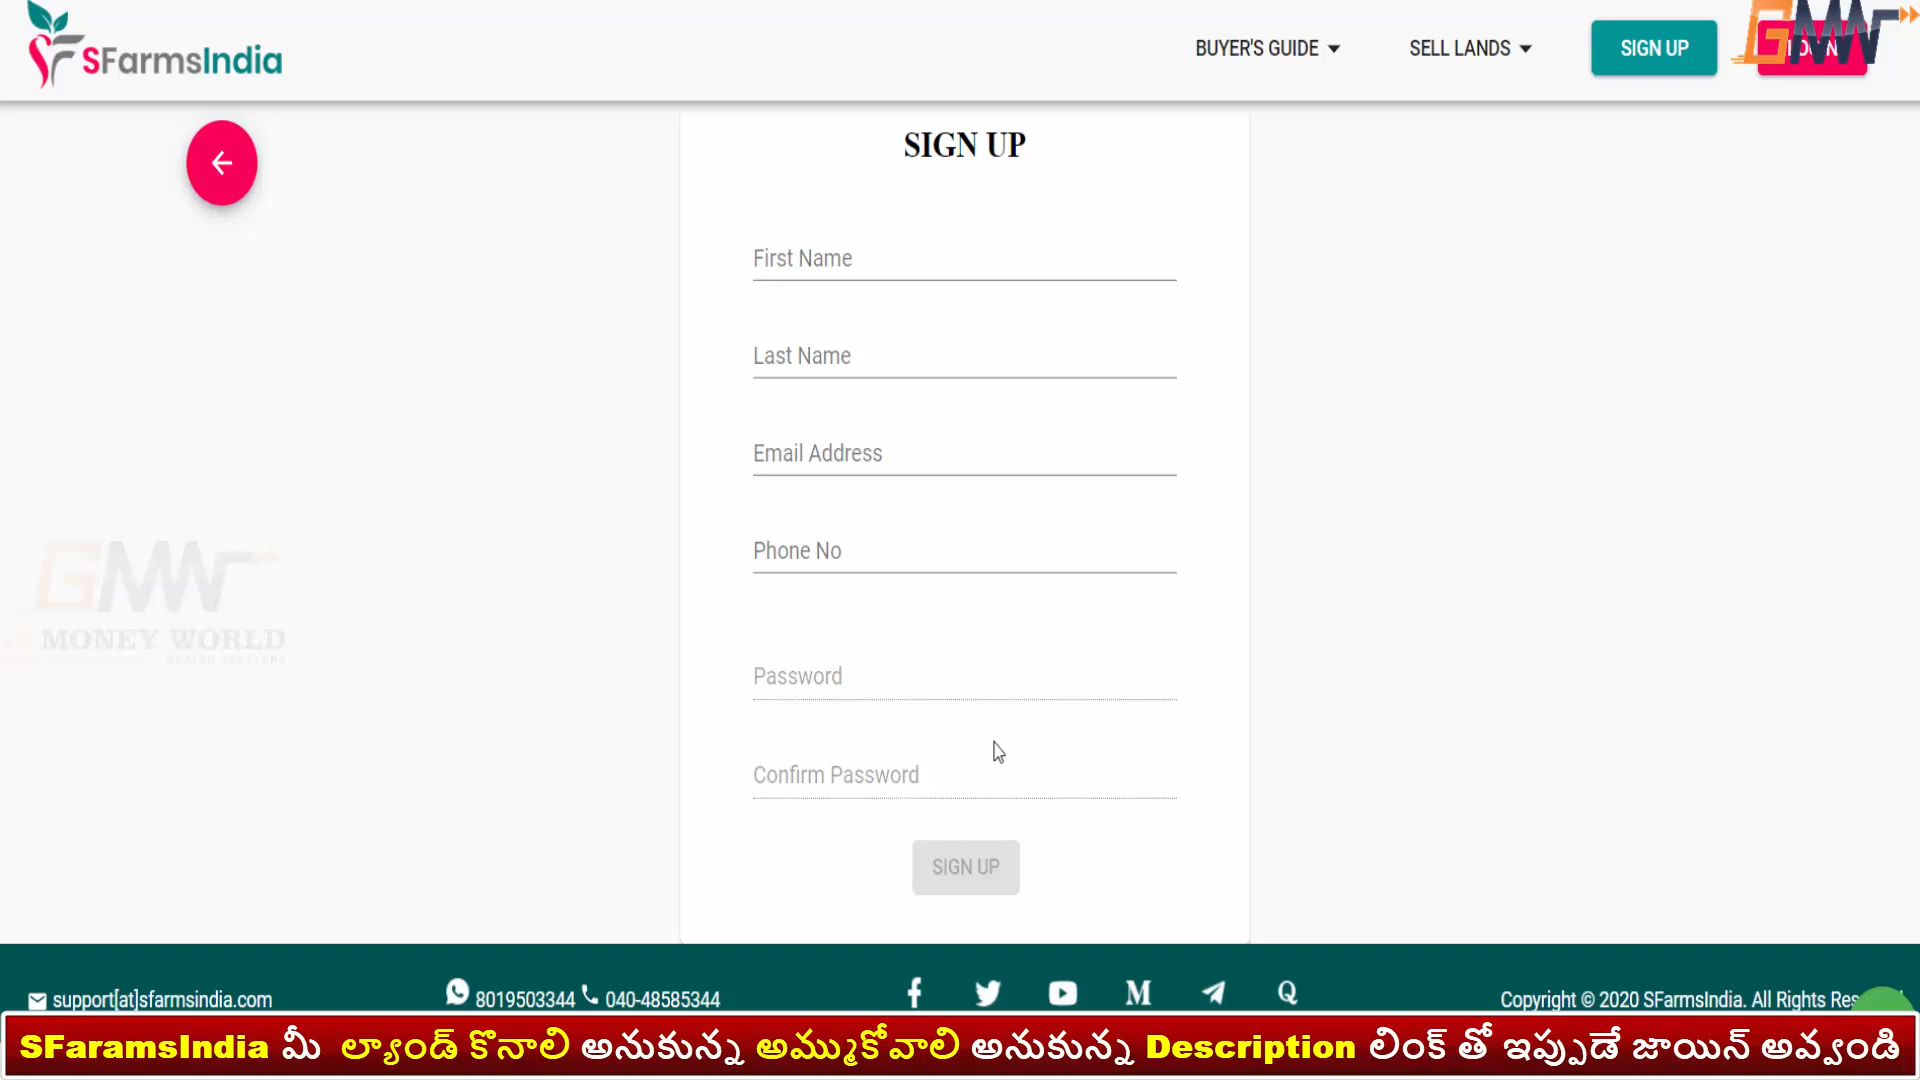 SFarmsIndia
BUYER'S GUIDE
SELL LANDS
SIGN UP
GMW
SIGN UP
First Name
Last Name
Email Address
Phone No
GMW
MONEY WORLD
Password
Confirm Password
SIGN UP
support[at]sfarmsindia.com
8019503344 040-48585344
Copyright © 2020 SFarmsIndia. All Rights
SFaramsIndia మీ ల్యాండ్ కొనాలి అనుకున్న అమ్ముకోవాలి అనుకున్న Description లింక్ తో ఇప్పుడే జాయిన్ అవ్వండి